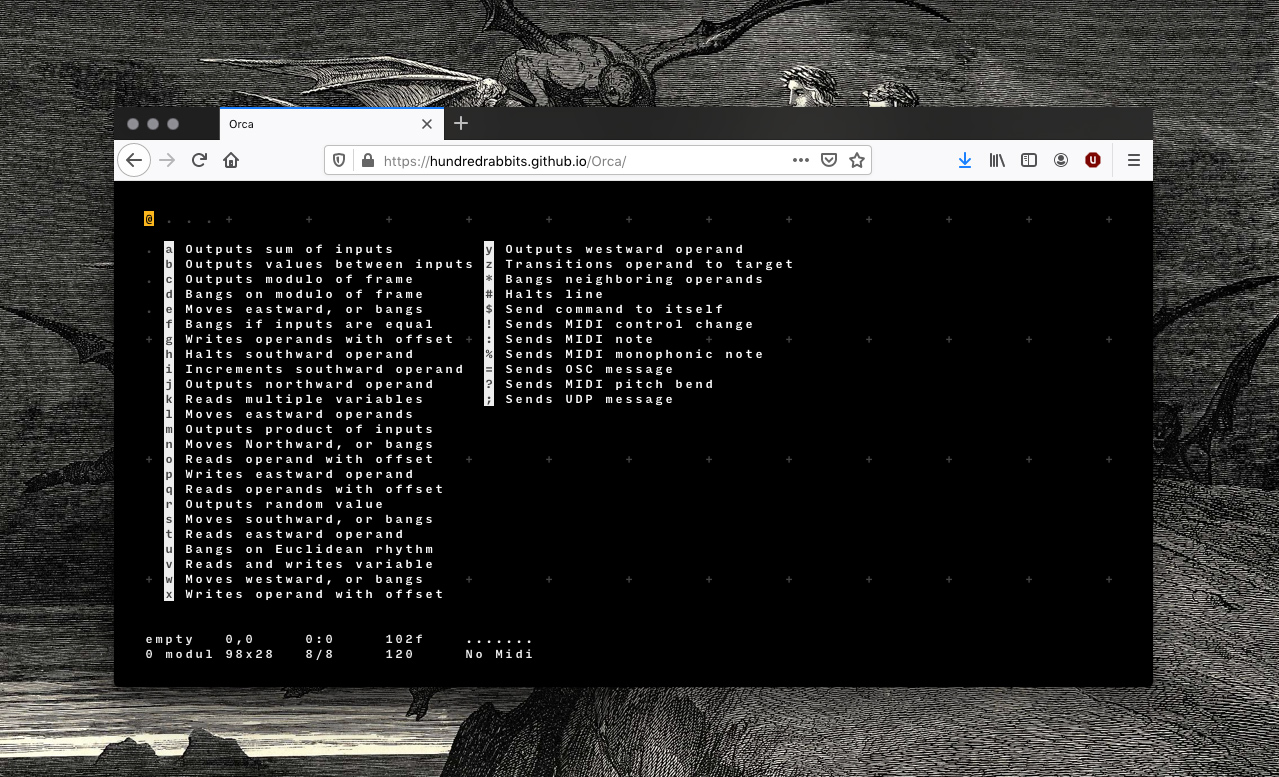 Orca
https://hundredrabbits.github.io/Orca/
@ . . . +
a Outputs sum of inputs
b Outputs values between inputs
c Outputs modulo of frame
d Bangs on modulo of frame
e Moves eastward, or bangs
f Bangs if inputs are equal
g Writes operands with offset
h Halts southward operand
i Increments southward operand
j Outputs northward operand
k Reads multiple variables
l Moves eastward operands
m Outputs product of inputs
n Moves Northward, or bangs
o Reads operand with offset
p Writes eastward operand
q Reads operands with offset
r Outputs random value
s Moves southward, or bangs
t Reads eastward operand
u Bangs on Euclidean rhythm
v Reads and writes variable
w Moves westward, or bangs
x Writes operand with offset
y Outputs westward operand
z Transitions operand to target
* Bangs neighboring operands
# Halts line
$ Send command to itself
! Sends MIDI control change
: Sends MIDI note
% Sends MIDI monophonic note
= Sends OSC message
? Sends MIDI pitch bend
; Sends UDP message
empty 0,0 0:0 102f .......
0 modul 98x28 8/8 120 No Midi